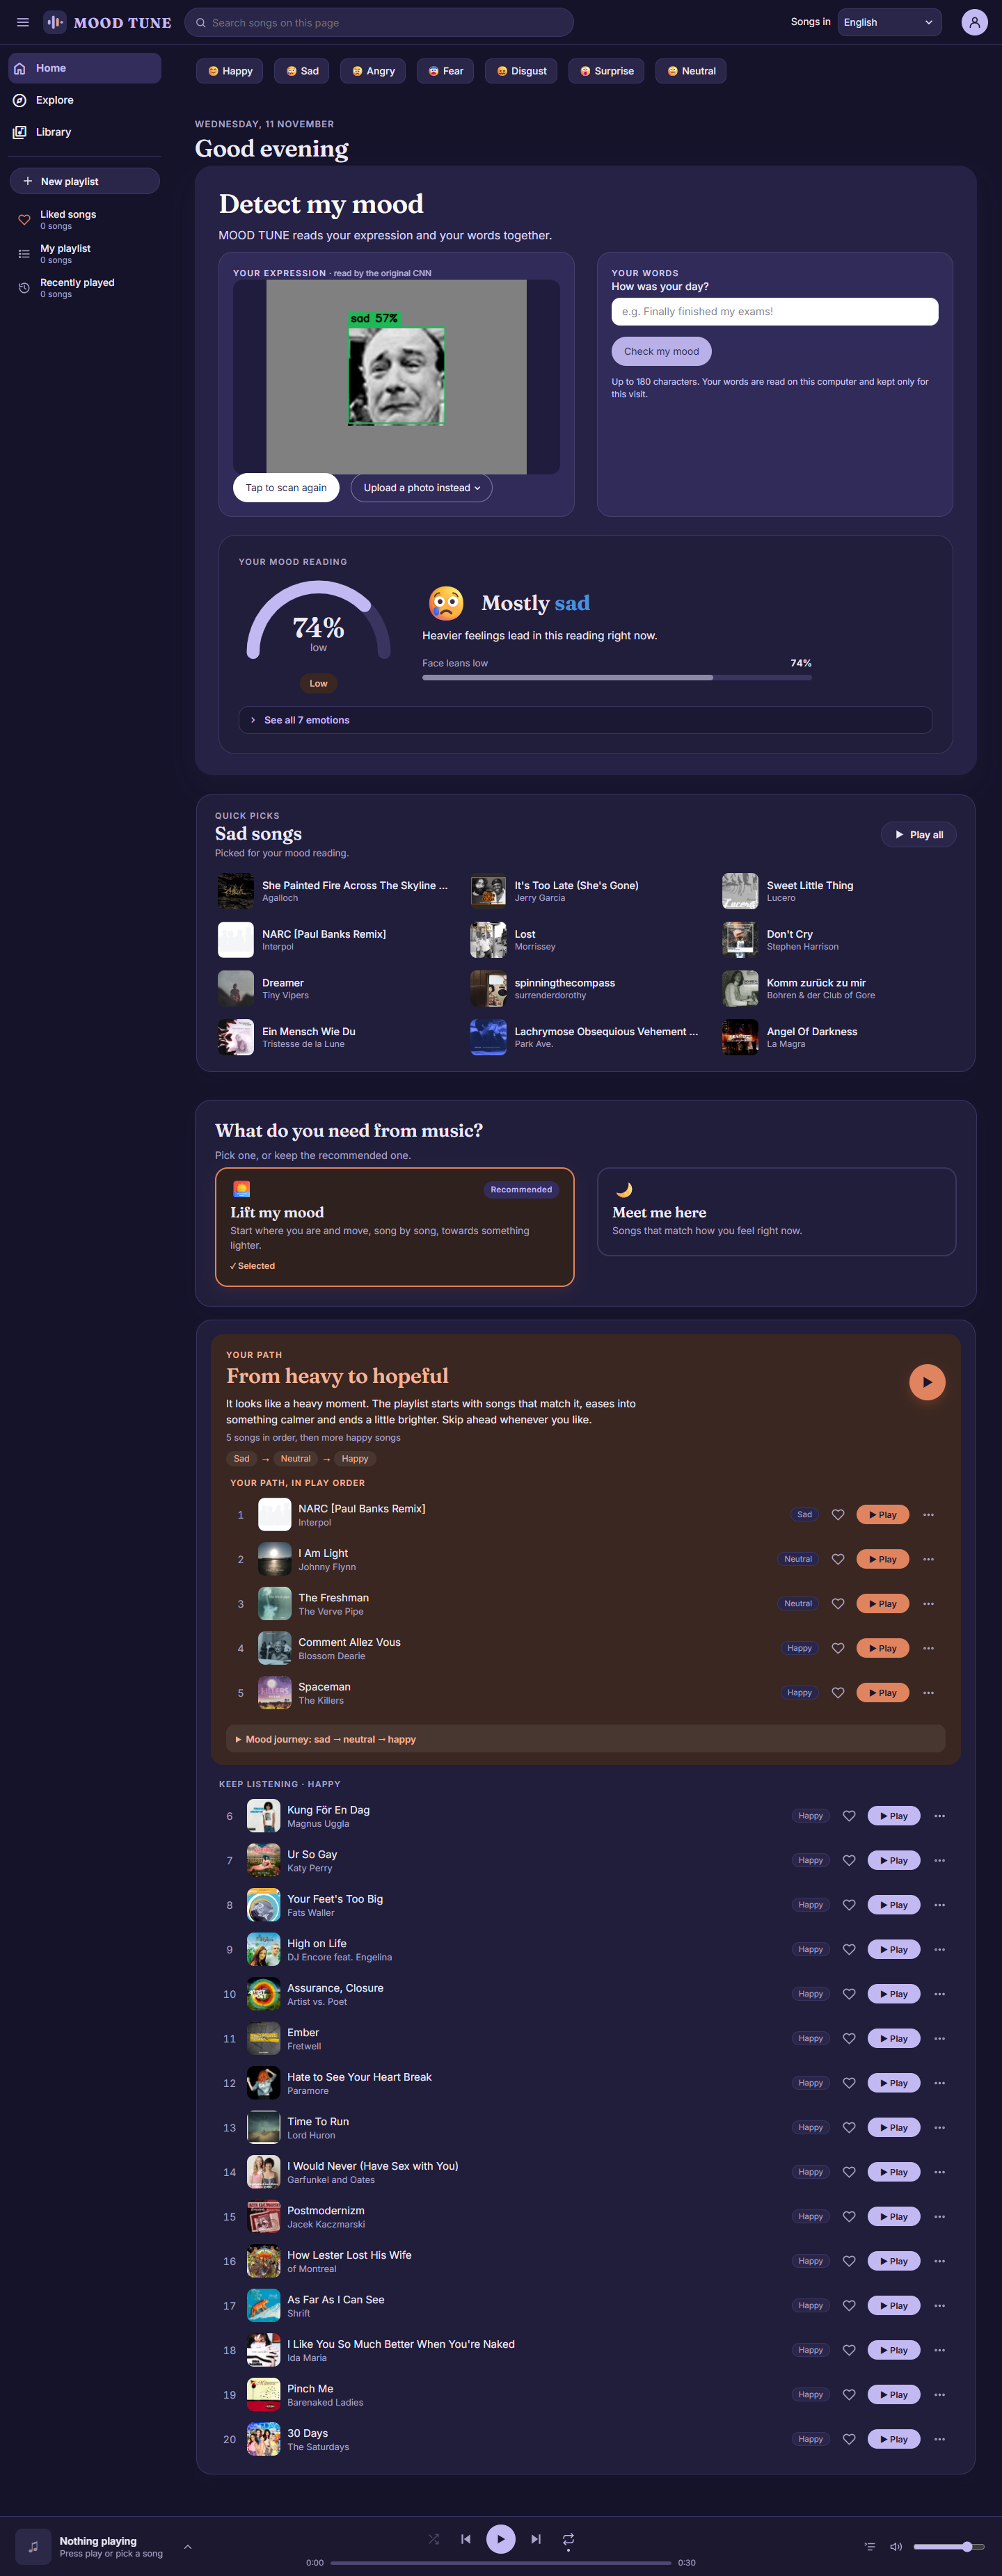 MOOD TUNE
Search songs on this page
Songs in
English
Home
Explore
Library
New playlist
Liked songs
0 songs
My playlist
0 songs
Recently played
0 songs
Happy
Sad
Angry
Fear
Disgust
Surprise
Neutral
WEDNESDAY, 11 NOVEMBER
Good evening
Detect my mood
MOOD TUNE reads your expression and your words together.
YOUR EXPRESSION · read by the original CNN
sad 57%
Tap to scan again
Upload a photo instead
YOUR WORDS
How was your day?
e.g. Finally finished my exams!
Check my mood
Up to 180 characters. Your words are read on this computer and kept only for
this visit.
YOUR MOOD READING
74%
low
Low
Mostly sad
Heavier feelings lead in this reading right now.
Face leans low
74%
See all 7 emotions
QUICK PICKS
Sad songs
Picked for your mood reading.
Play all
She Painted Fire Across The Skyline ...
Agalloch
It's Too Late (She's Gone)
Jerry Garcia
Sweet Little Thing
Lucero
NARC [Paul Banks Remix]
Interpol
Lost
Morrissey
Don't Cry
Stephen Harrison
Dreamer
Tiny Vipers
spinningthecompass
surrenderdorothy
Komm zurück zu mir
Bohren & der Club of Gore
Ein Mensch Wie Du
Tristesse de la Lune
Lachrymose Obsequious Vehement ...
Park Ave.
Angel Of Darkness
La Magra
What do you need from music?
Pick one, or keep the recommended one.
Recommended
Lift my mood
Start where you are and move, song by song, towards something
lighter.
✓ Selected
Meet me here
Songs that match how you feel right now.
YOUR PATH
From heavy to hopeful
It looks like a heavy moment. The playlist starts with songs that match it, eases into
something calmer and ends a little brighter. Skip ahead whenever you like.
5 songs in order, then more happy songs
Sad → Neutral → Happy
YOUR PATH, IN PLAY ORDER
1 NARC [Paul Banks Remix] Sad Play
Interpol
2 I Am Light Neutral Play
Johnny Flynn
3 The Freshman Neutral Play
The Verve Pipe
4 Comment Allez Vous Happy Play
Blossom Dearie
5 Spaceman Happy Play
The Killers
Mood journey: sad → neutral → happy
KEEP LISTENING · HAPPY
6 Kung För En Dag Happy Play
Magnus Uggla
7 Ur So Gay Happy Play
Katy Perry
8 Your Feet's Too Big Happy Play
Fats Waller
9 High on Life Happy Play
DJ Encore feat. Engelina
10 Assurance, Closure Happy Play
Artist vs. Poet
11 Ember Happy Play
Fretwell
12 Hate to See Your Heart Break Happy Play
Paramore
13 Time To Run Happy Play
Lord Huron
14 I Would Never (Have Sex with You) Happy Play
Garfunkel and Oates
15 Postmodernizm Happy Play
Jacek Kaczmarski
16 How Lester Lost His Wife Happy Play
of Montreal
17 As Far As I Can See Happy Play
Shrift
18 I Like You So Much Better When You're Naked Happy Play
Ida Maria
19 Pinch Me Happy Play
Barenaked Ladies
20 30 Days Happy Play
The Saturdays
Nothing playing
Press play or pick a song
0:00
0:30